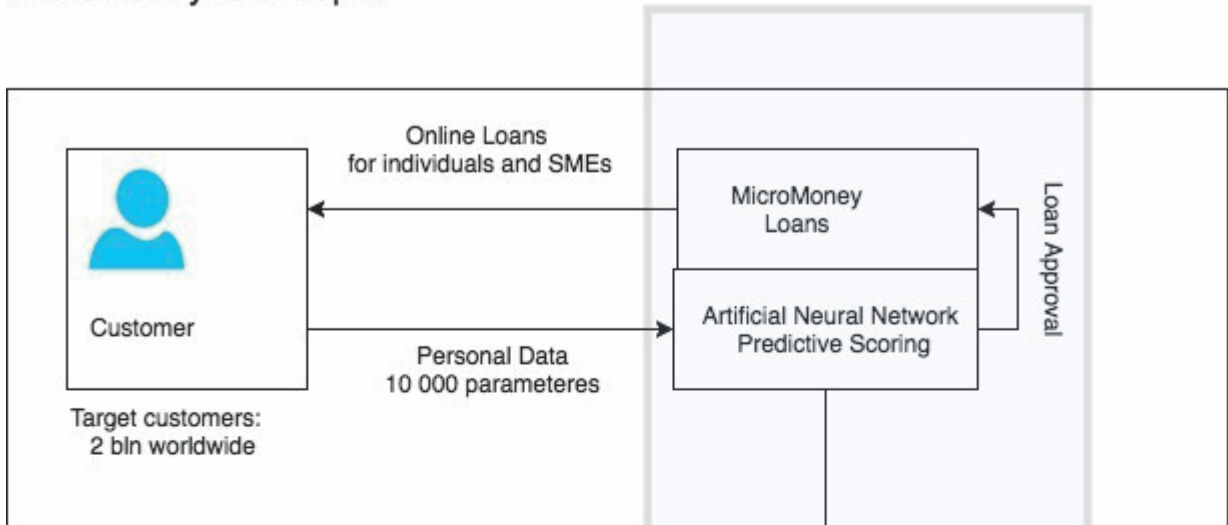 Online Loans
for individuals and SMEs
MicroMoney
Loans
Loan Approval
Customer
Artificial Neural Network
Predictive Scoring
Personal Data
10 000 parameteres
Target customers:
2 bln worldwide